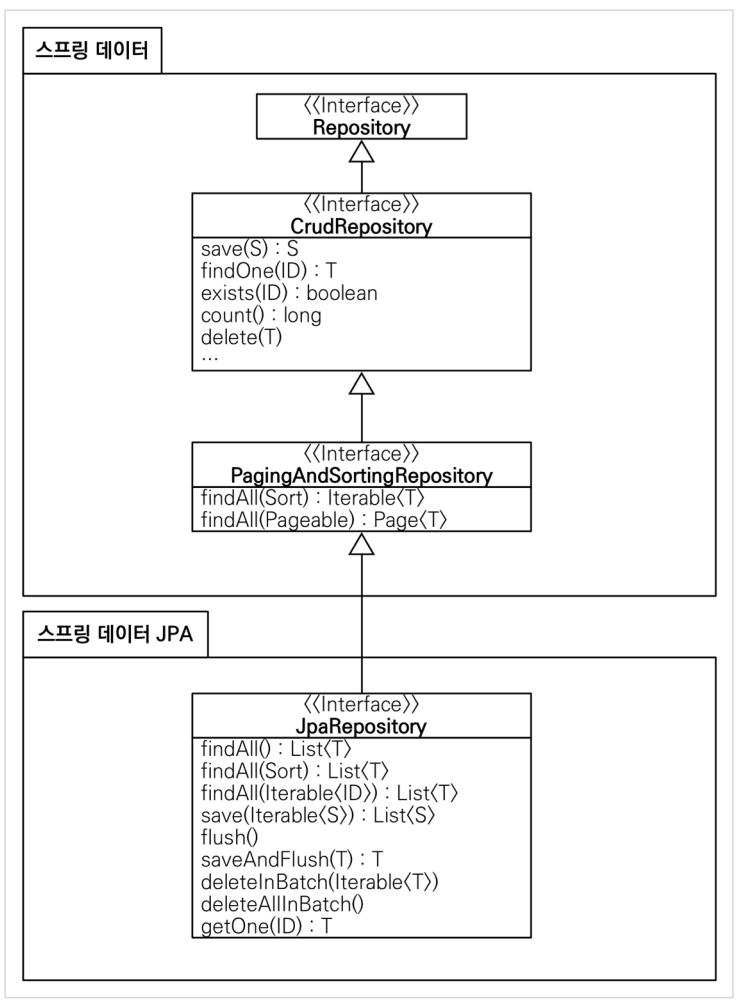 스프링 데이터
〈〈Interface〉〉
Repository
〈〈Interface〉〉
CrudRepository
save(S) : S
findOne(ID) : T
exists(ID) : boolean
count() : long
delete(T)
...
〈〈Interface〉〉
PagingAndSortingRepository
findAll(Sort) : Iterable〈T〉
findAll(Pageable) : Page〈T〉
스프링 데이터 JPA
〈〈Interface〉〉
JpaRepository
findAll() : List〈T〉
findAll(Sort) : List〈T〉
findAll(Iterable〈ID〉) : List〈T〉
save(Iterable〈S〉) : List〈S〉
flush()
saveAndFlush(T) : T
deleteInBatch(Iterable〈T〉)
deleteAllInBatch()
getOne(ID) : T